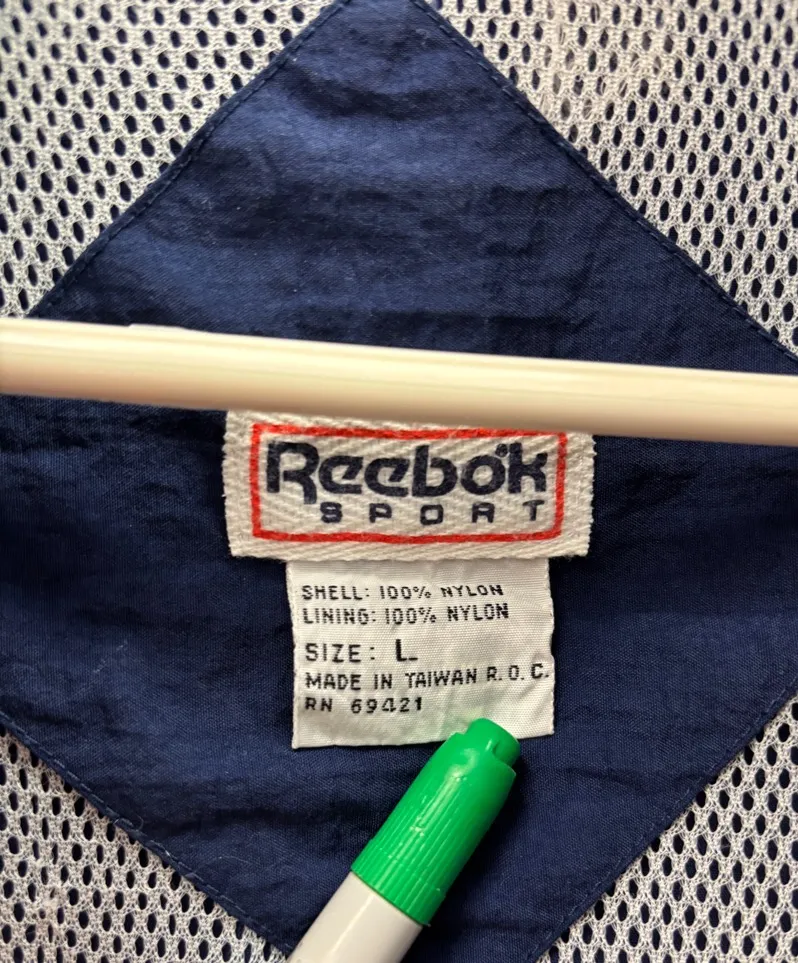 Reebok
SPORT
SHELL: 100% NYLON
LINING: 100% NYLON
SIZE: L
MADE IN TAIWAN R.O.C.
RN 69421